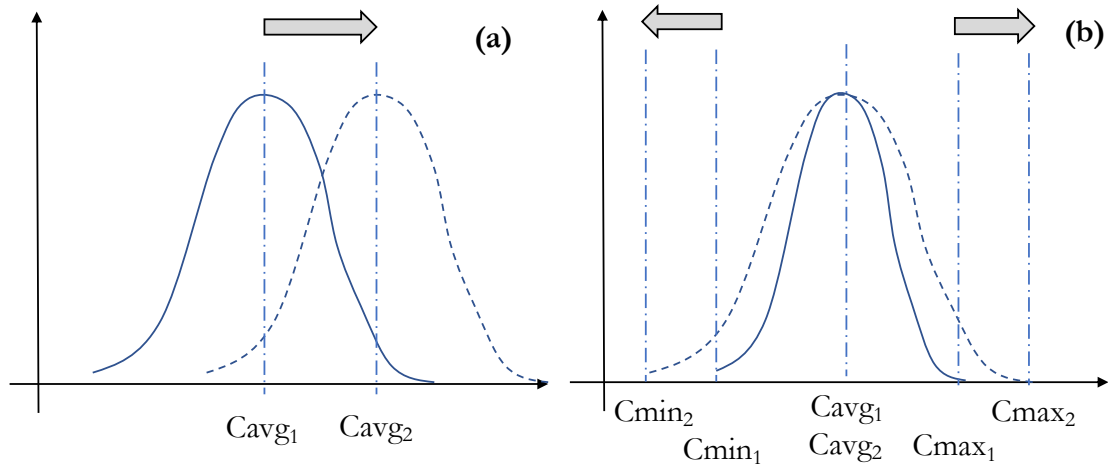 (a)
Cavg₁
Cavg₂
(b)
Cmin₂
Cmin₁
Cavg₁
Cavg₂
Cmax₁
Cmax₂